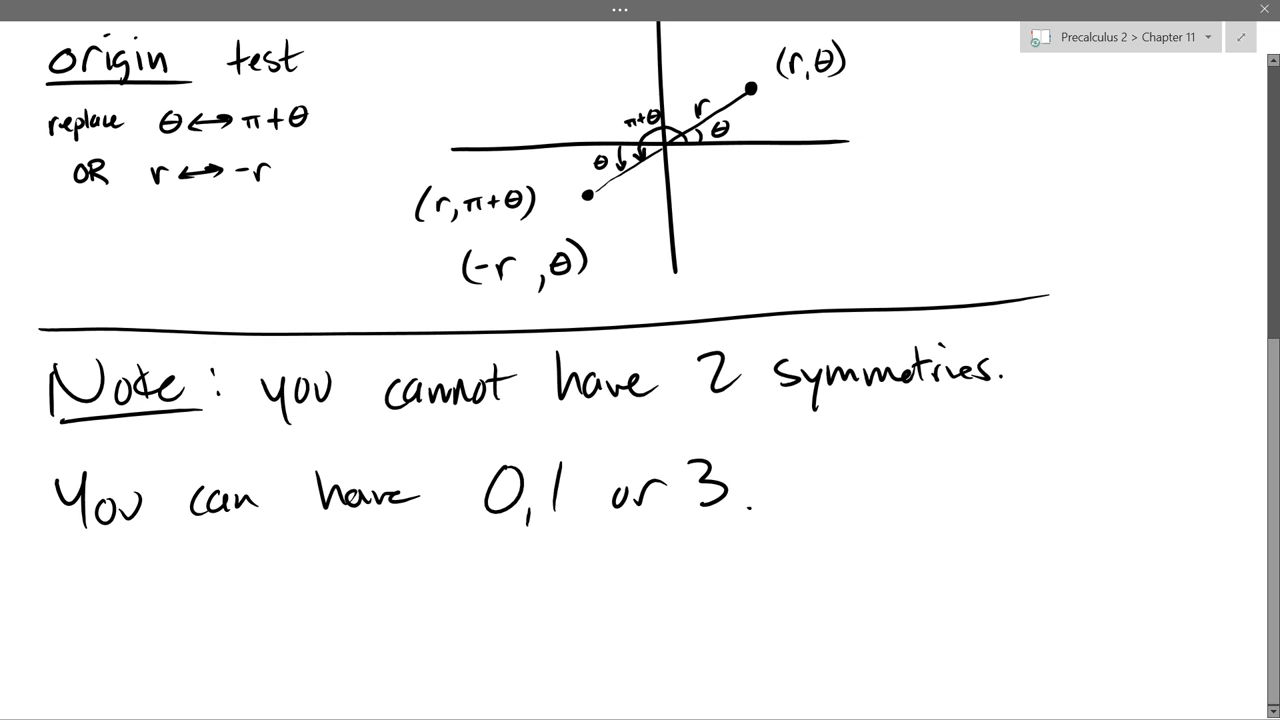 Precalculus 2 > Chapter 11
origin test
replace θ ↔ π+θ
OR r ↔ -r
(r, θ)
r
π+θ
θ
θ
(r, π+θ)
(-r , θ)
Note: you cannot have 2 symmetries.
You can have 0, 1 or 3.